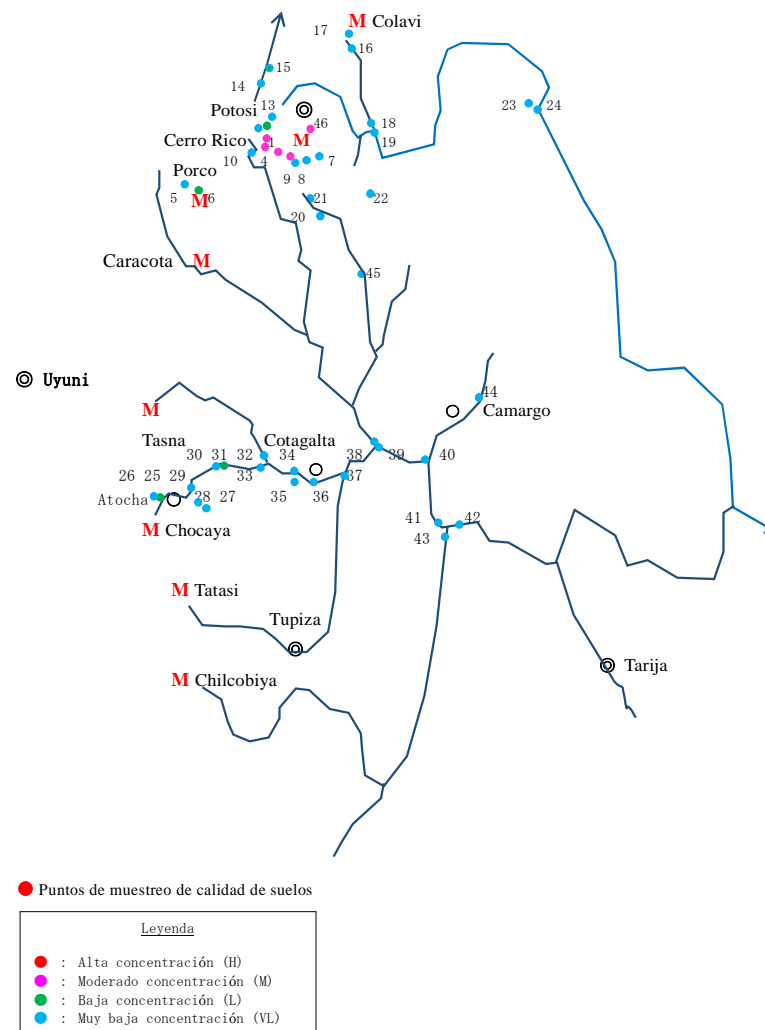 17 M Colavi
16
15
14
13
Potosi
46
18
23 24
Cerro Rico 1 M
19
10 4 7
Porco
9 8
5 6
M
21
22
20
Caracota M
45
Uyuni
M
44
Camargo
Tasna Cotagalta
30 31 32 34 38 39 40
33
26 25 29 37
35 36
Atocha 28 27
41 42
M Chocaya
43
M Tatasi
Tupiza
Tarija
M Chilcobiya
Puntos de muestreo de calidad de suelos
Leyenda
: Alta concentración (H)
: Moderado concentración (M)
: Baja concentración (L)
: Muy baja concentración (VL)